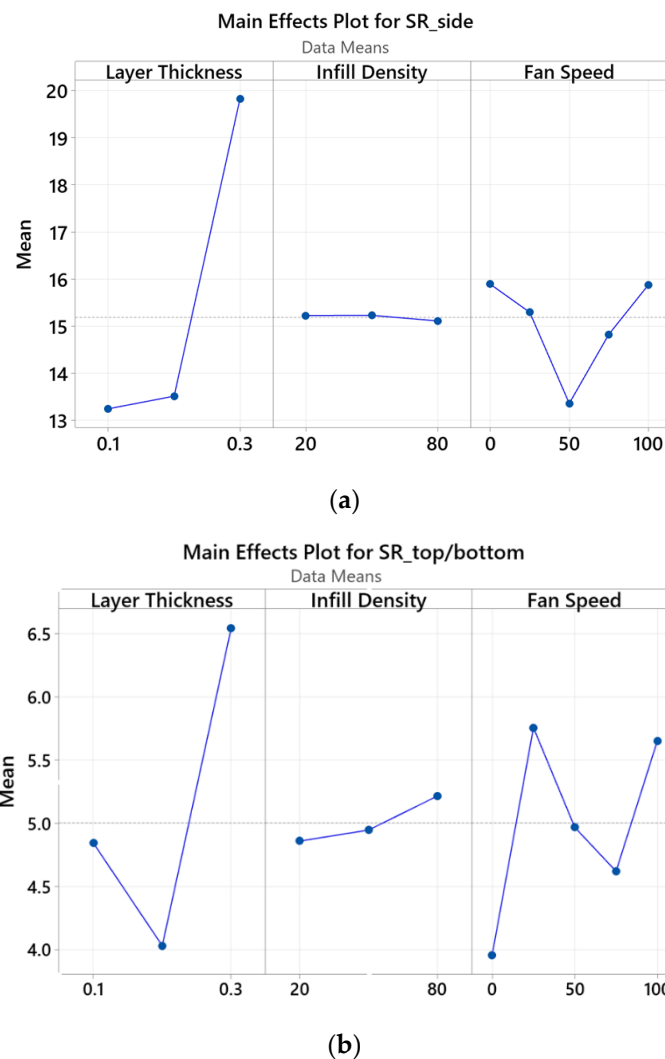 Main Effects Plot for SR_side
Data Means
Layer Thickness Infill Density Fan Speed
20
19
18
17
16
15
14
13
Mean
0.1 0.3 20 80 0 50 100
(a)
Main Effects Plot for SR_top/bottom
Data Means
Layer Thickness Infill Density Fan Speed
6.5
6.0
5.5
5.0
4.5
4.0
Mean
0.1 0.3 20 80 0 50 100
(b)